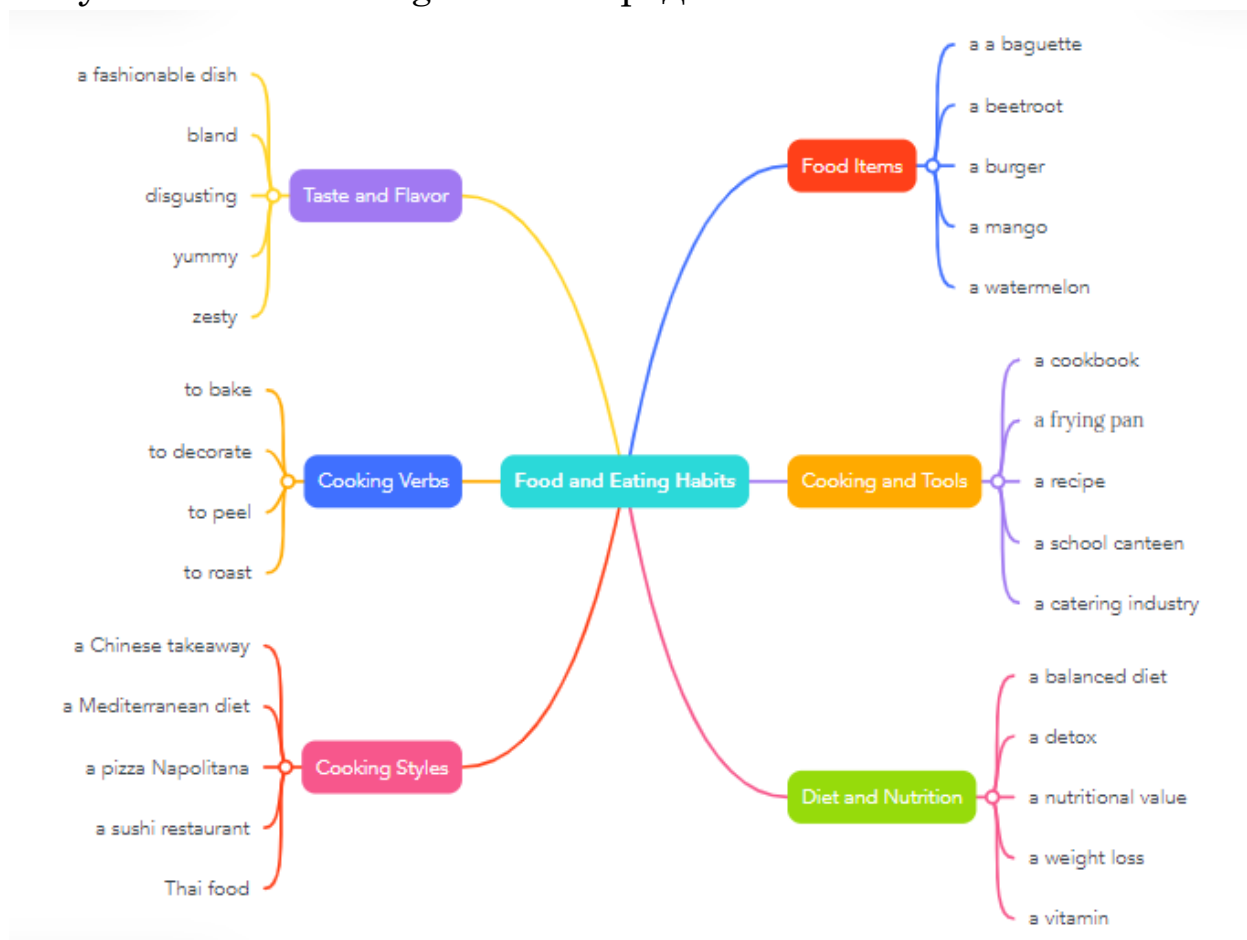 a fashionable dish
bland
disgusting
yummy
zesty
Taste and Flavor
to bake
to decorate
to peel
to roast
Cooking Verbs
a Chinese takeaway
a Mediterranean diet
a pizza Napolitana
a sushi restaurant
Thai food
Cooking Styles
Food and Eating Habits
Food Items
a a baguette
a beetroot
a burger
a mango
a watermelon
Cooking and Tools
a cookbook
a frying pan
a recipe
a school canteen
a catering industry
Diet and Nutrition
a balanced diet
a detox
a nutritional value
a weight loss
a vitamin